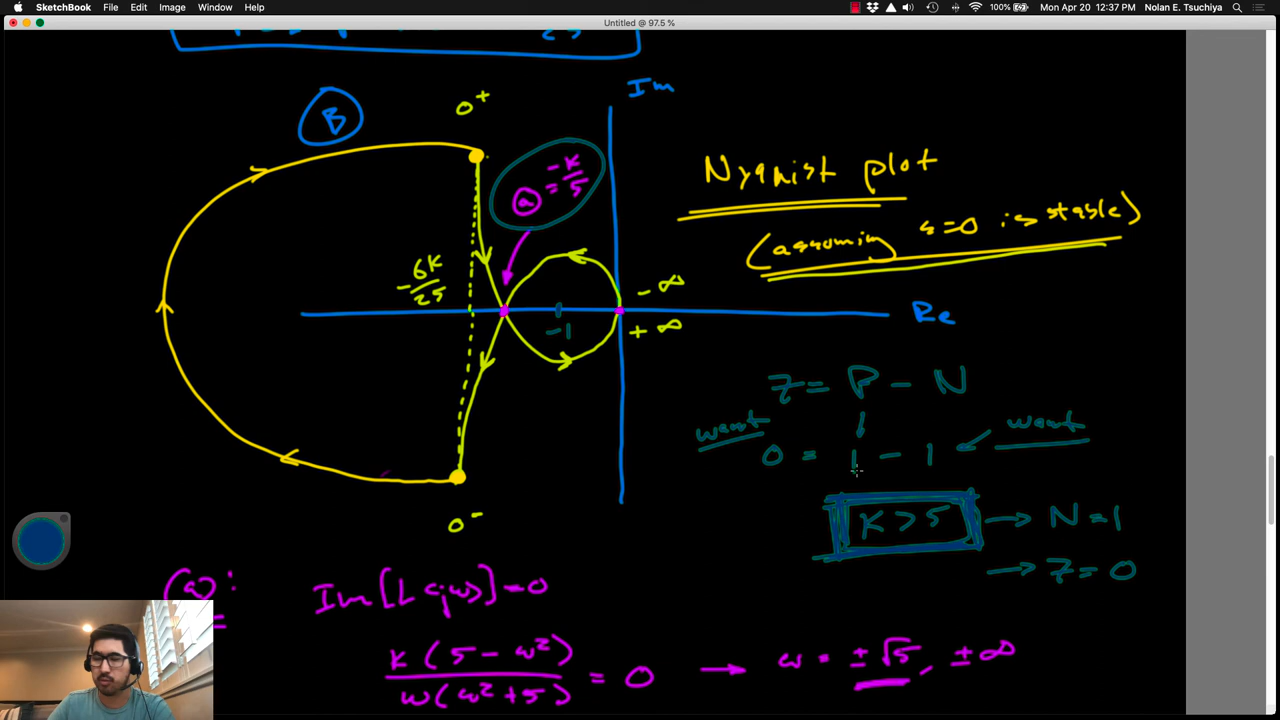 SketchBook File Edit Image Window Help 100% Mon Apr 20 12:37 PM Nolan E. Tsuchiya
Untitled @ 97.5 %
25
Im
B
0⁺
a = -K/5
Nyquist plot
(assuming s=0 is stable)
-6K/25
-∞
-1
+∞
Re
Z = P - N
want
want
0 = 1 - 1
K > 5 → N = 1
→ Z = 0
0⁻
(a):
Im[L(jω)] = 0
K(5 - ω²)/ω(ω² + 5) = 0 → ω = ±√5, ±∞